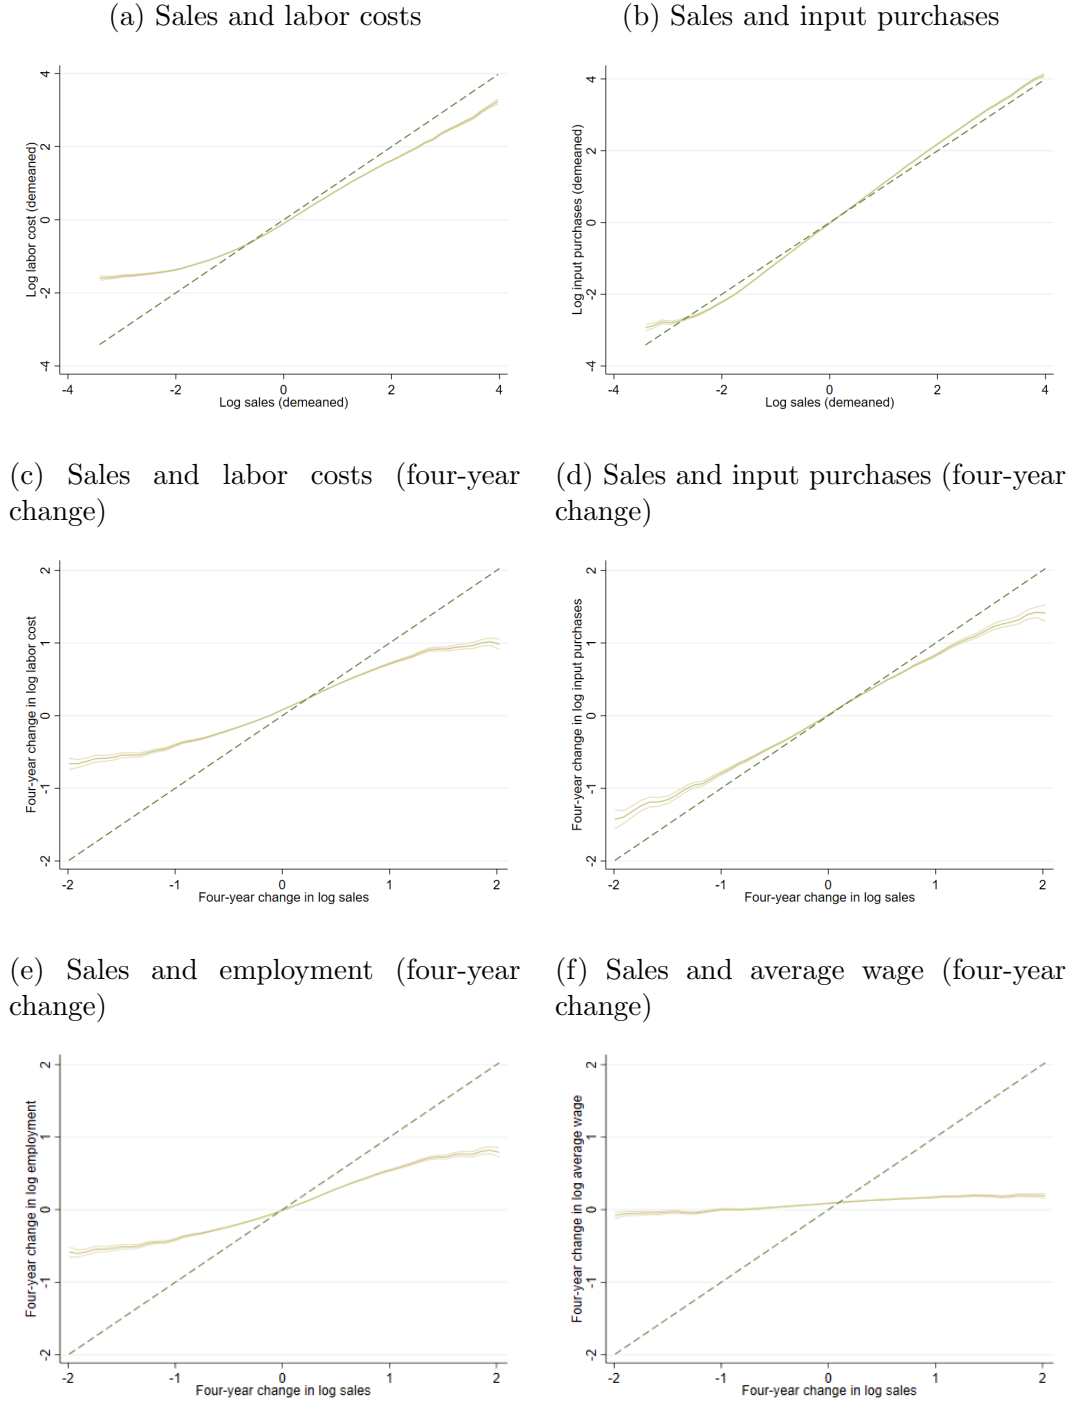 (a) Sales and labor costs
4
2
0
-2
-4
Log labor cost (demeaned)
-4
-2
0
2
4
Log sales (demeaned)
(b) Sales and input purchases
4
2
0
-2
-4
Log input purchases (demeaned)
-4
-2
0
2
4
Log sales (demeaned)
(c) Sales and labor costs (four-year
change)
2
1
0
-1
-2
Four-year change in log labor cost
-2
-1
0
1
2
Four-year change in log sales
(d) Sales and input purchases (four-year
change)
2
1
0
-1
-2
Four-year change in log input purchases
-2
-1
0
1
2
Four-year change in log sales
(e) Sales and employment (four-year
change)
2
1
0
-1
-2
Four-year change in log employment
-2
-1
0
1
2
Four-year change in log sales
(f) Sales and average wage (four-year
change)
2
1
0
-1
-2
Four-year change in log average wage
-2
-1
0
1
2
Four-year change in log sales